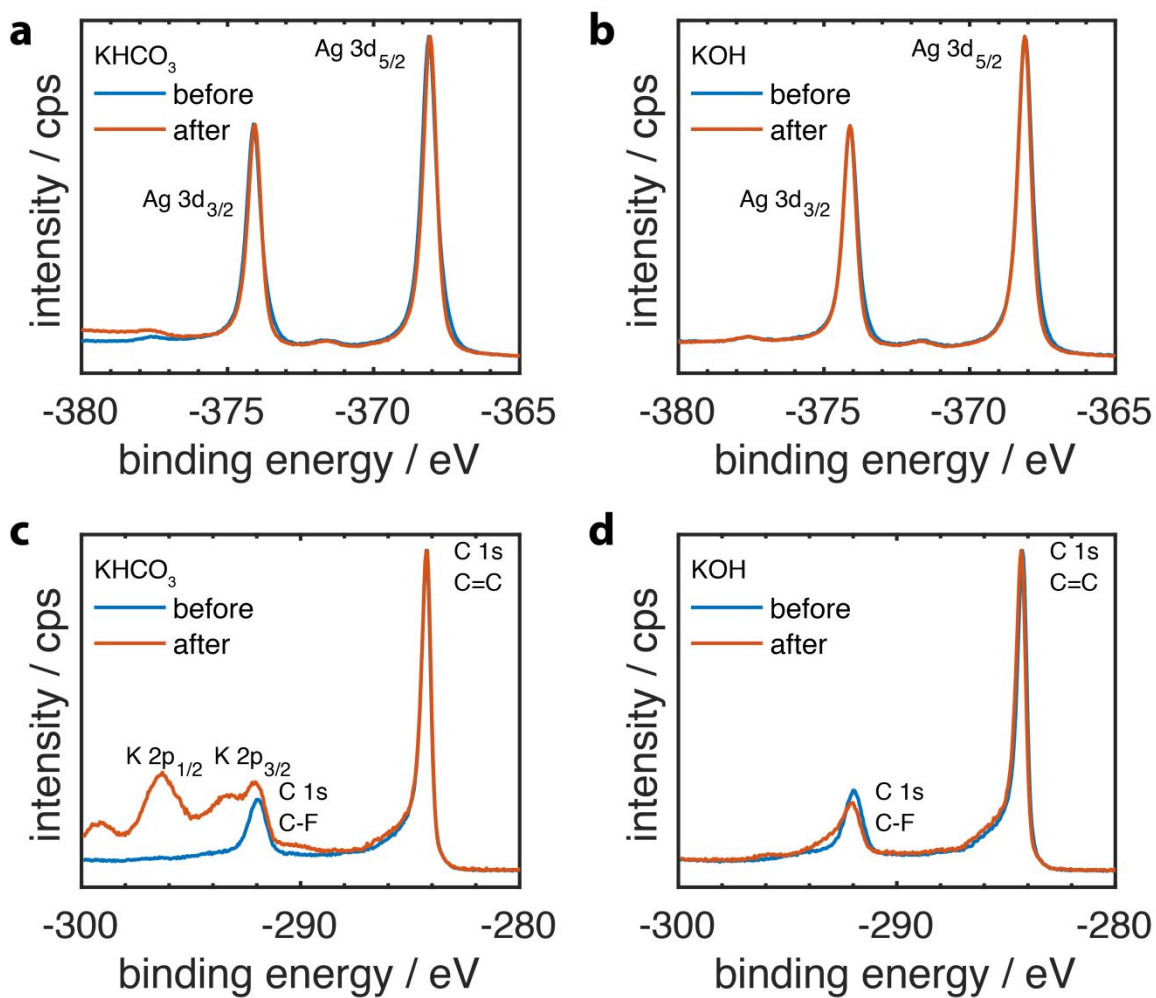 a
KHCO3
before
after
Ag 3d5/2
Ag 3d3/2
intensity / cps
-380
-375
-370
-365
binding energy / eV
b
KOH
before
after
Ag 3d5/2
Ag 3d3/2
intensity / cps
-380
-375
-370
-365
binding energy / eV
c
KHCO3
before
after
C 1s
C=C
K 2p1/2
K 2p3/2
C 1s
C-F
intensity / cps
-300
-290
-280
binding energy / eV
d
KOH
before
after
C 1s
C=C
C 1s
C-F
intensity / cps
-300
-290
-280
binding energy / eV